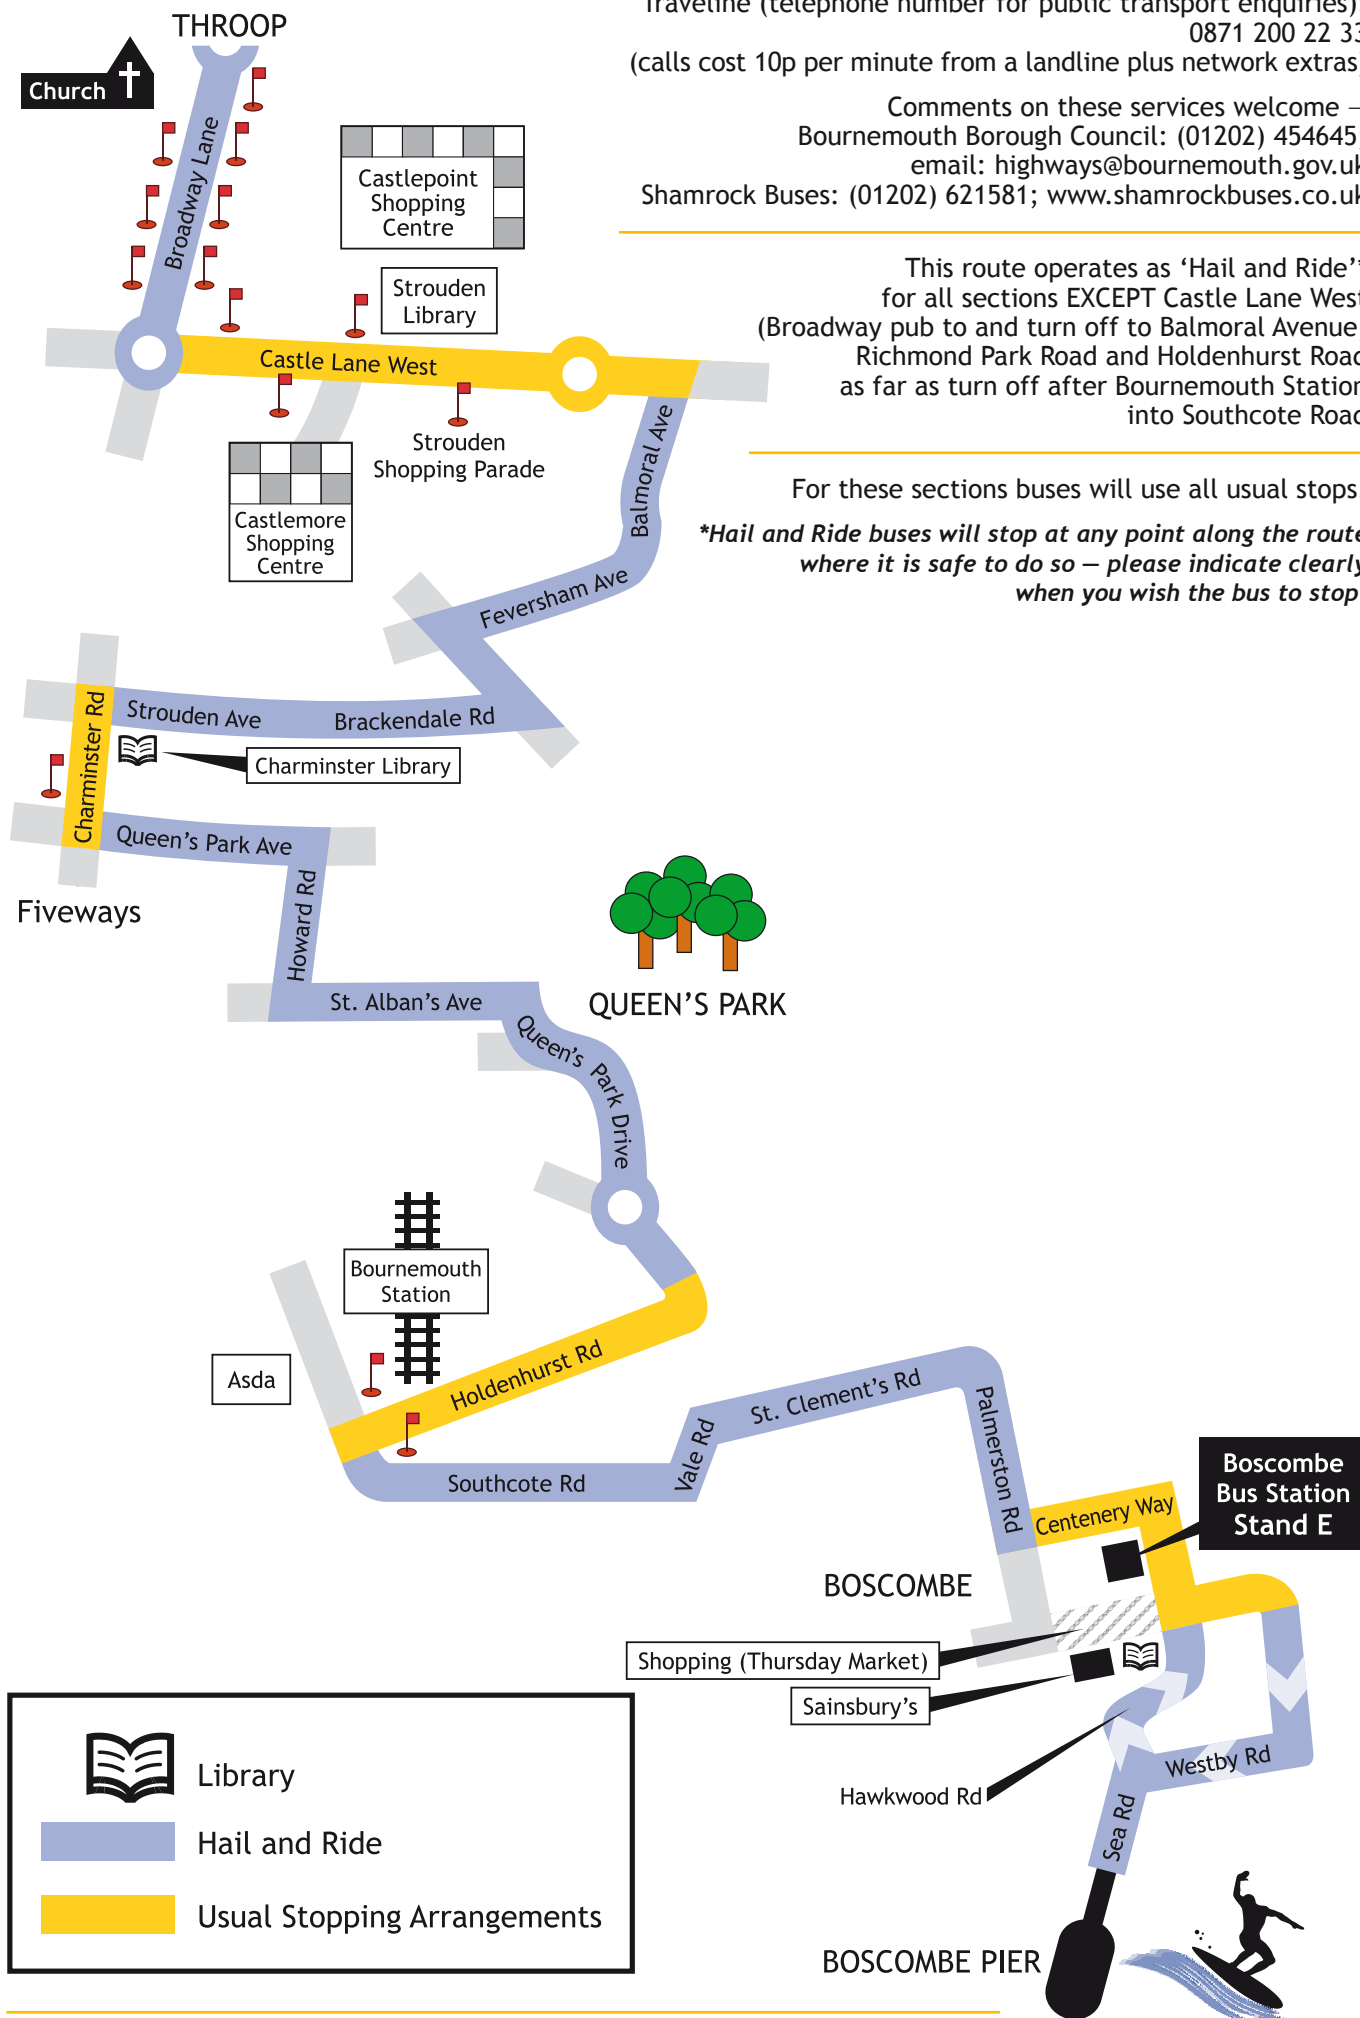 Traveline (telephone number for public transport enquiries):
0871 200 22 33
(calls cost 10p per minute from a landline plus network extras)
Comments on these services welcome –
Bournemouth Borough Council: (01202) 454645;
email: highways@bournemouth.gov.uk
Shamrock Buses: (01202) 621581; www.shamrockbuses.co.uk
This route operates as ‘Hail and Ride’*
for all sections EXCEPT Castle Lane West
(Broadway pub to and turn off to Balmoral Avenue)
Richmond Park Road and Holdenhurst Road
as far as turn off after Bournemouth Station
into Southcote Road
For these sections buses will use all usual stops.
*Hail and Ride buses will stop at any point along the route
where it is safe to do so — please indicate clearly
when you wish the bus to stop.
THROOP
Church
Broadway Lane
Castlepoint
Shopping
Centre
Strouden
Library
Castle Lane West
Strouden
Shopping Parade
Castlemore
Shopping
Centre
Balmoral Ave
Feversham Ave
Strouden Ave
Brackendale Rd
Charminster Rd
Charminster Library
Queen’s Park Ave
Fiveways
Howard Rd
St. Alban’s Ave
QUEEN’S PARK
Queen’s Park Drive
Bournemouth
Station
Asda
Holdenhurst Rd
Southcote Rd
Vale Rd
St. Clement’s Rd
Palmerston Rd
Centenery Way
Boscombe
Bus Station
Stand E
BOSCOMBE
Shopping (Thursday Market)
Sainsbury’s
Hawkwood Rd
Westby Rd
Sea Rd
BOSCOMBE PIER
Library
Hail and Ride
Usual Stopping Arrangements